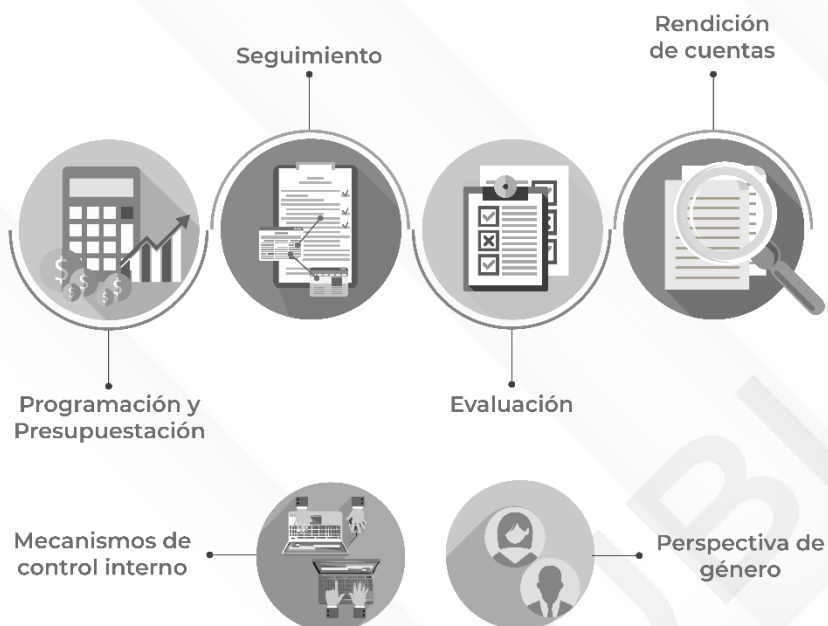 Rendición
de cuentas
Seguimiento
Programación y
Presupuestación
Evaluación
Mecanismos de
control interno
Perspectiva de
género